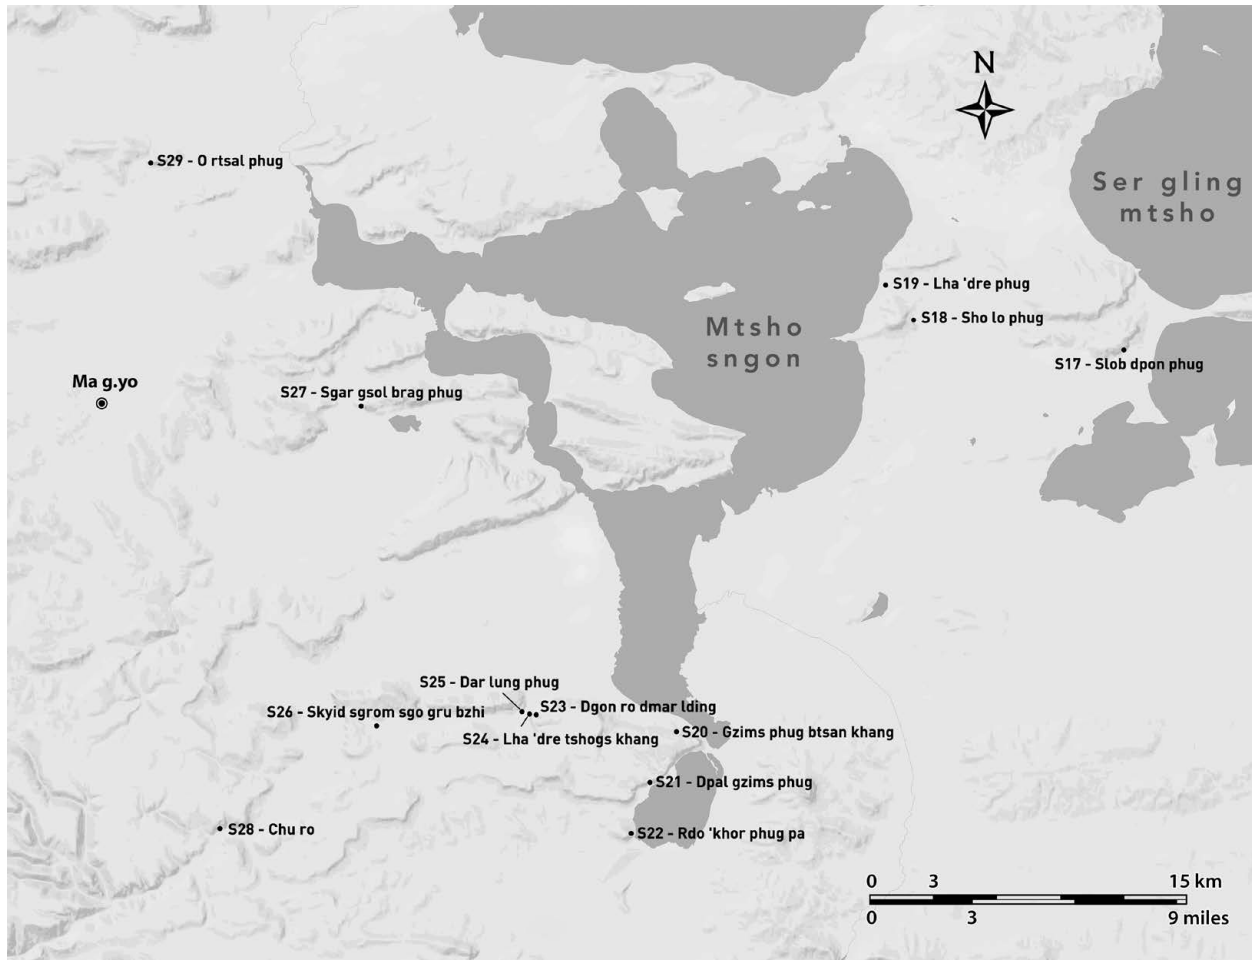 N
S29 - O rtsal phug
Ser gling
mtsho
S19 - Lha 'dre phug
S18 - Sho lo phug
Mtsho
sngon
S17 - Slob dpon phug
Ma g.yo
S27 - Sgar gsol brag phug
S25 - Dar lung phug
S26 - Skyid sgrom sgo gru bzhi
S23 - Dgon ro dmar lding
S24 - Lha 'dre tshogs khang
S20 - Gzims phug btsan khang
S21 - Dpal gzims phug
S28 - Chu ro
S22 - Rdo 'khor phug pa
0 3 15 km
0 3 9 miles